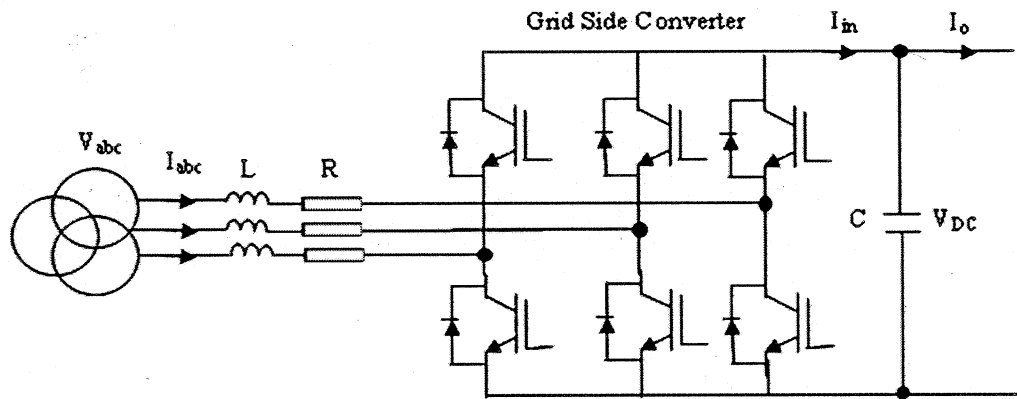 Grid Side Converter
I_in
I_o
V_abc
I_abc
L
R
C
V_DC